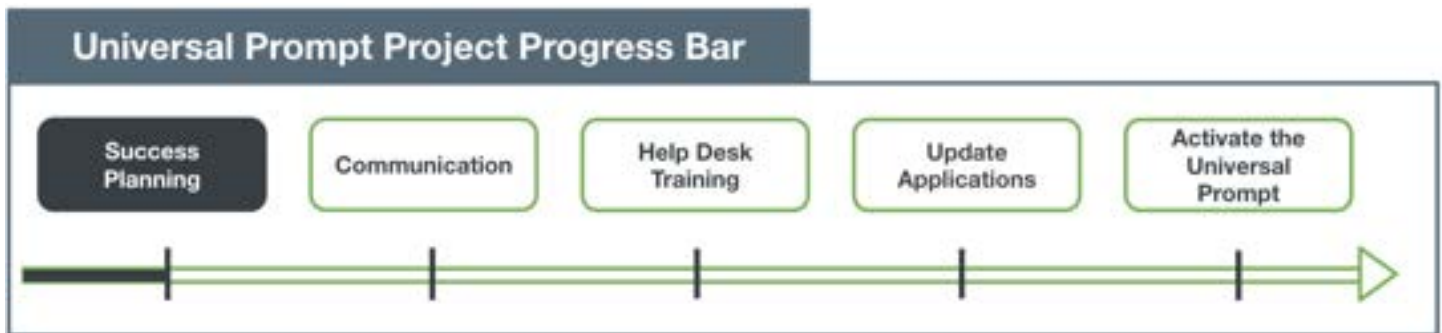 Universal Prompt Project Progress Bar
Success
Planning
Communication
Help Desk
Training
Update
Applications
Activate the
Universal
Prompt